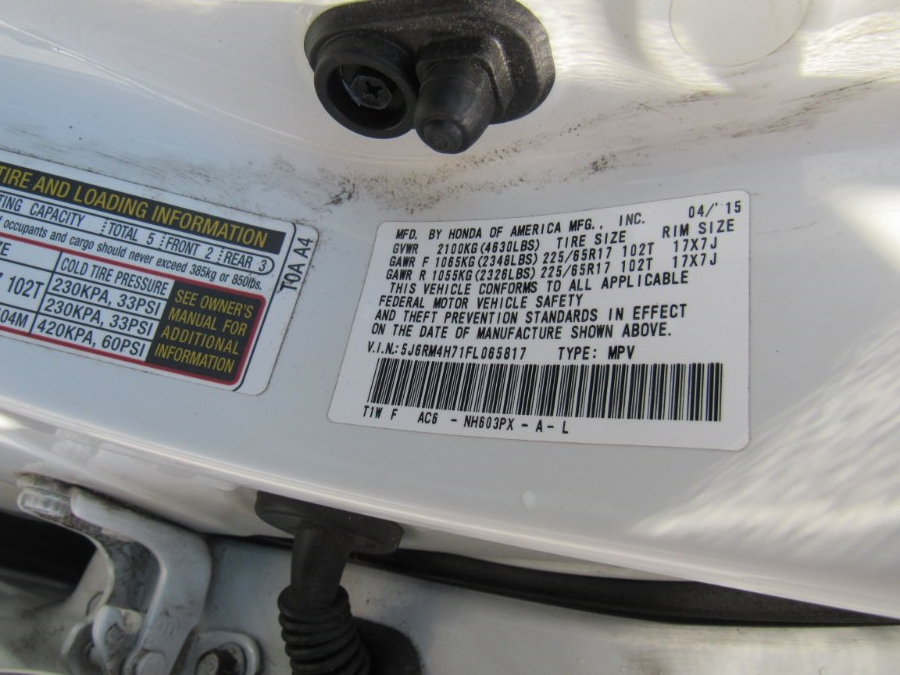 TIRE AND LOADING INFORMATION
TING CAPACITY TOTAL 5 FRONT 2 REAR 3
occupants and cargo should never exceed 385kg or 850lbs.
ZE COLD TIRE PRESSURE SEE OWNER'S MANUAL FOR ADDITIONAL INFORMATION
102T 230KPA, 33PSI
230KPA, 33PSI
04M 420KPA, 60PSI
T0A A4
MFD. BY HONDA OF AMERICA MFG., INC. 04/'15
GVWR 2100KG(4630LBS) TIRE SIZE RIM SIZE
GAWR F 1065KG(2348LBS) 225/65R17 102T 17X7J
GAWR R 1055KG(2326LBS) 225/65R17 102T 17X7J
THIS VEHICLE CONFORMS TO ALL APPLICABLE
FEDERAL MOTOR VEHICLE SAFETY
AND THEFT PREVENTION STANDARDS IN EFFECT
ON THE DATE OF MANUFACTURE SHOWN ABOVE.
V.I.N.: 5J6RM4H71FL065817 TYPE: MPV
T1W F AC6 - NH603PX - A - L